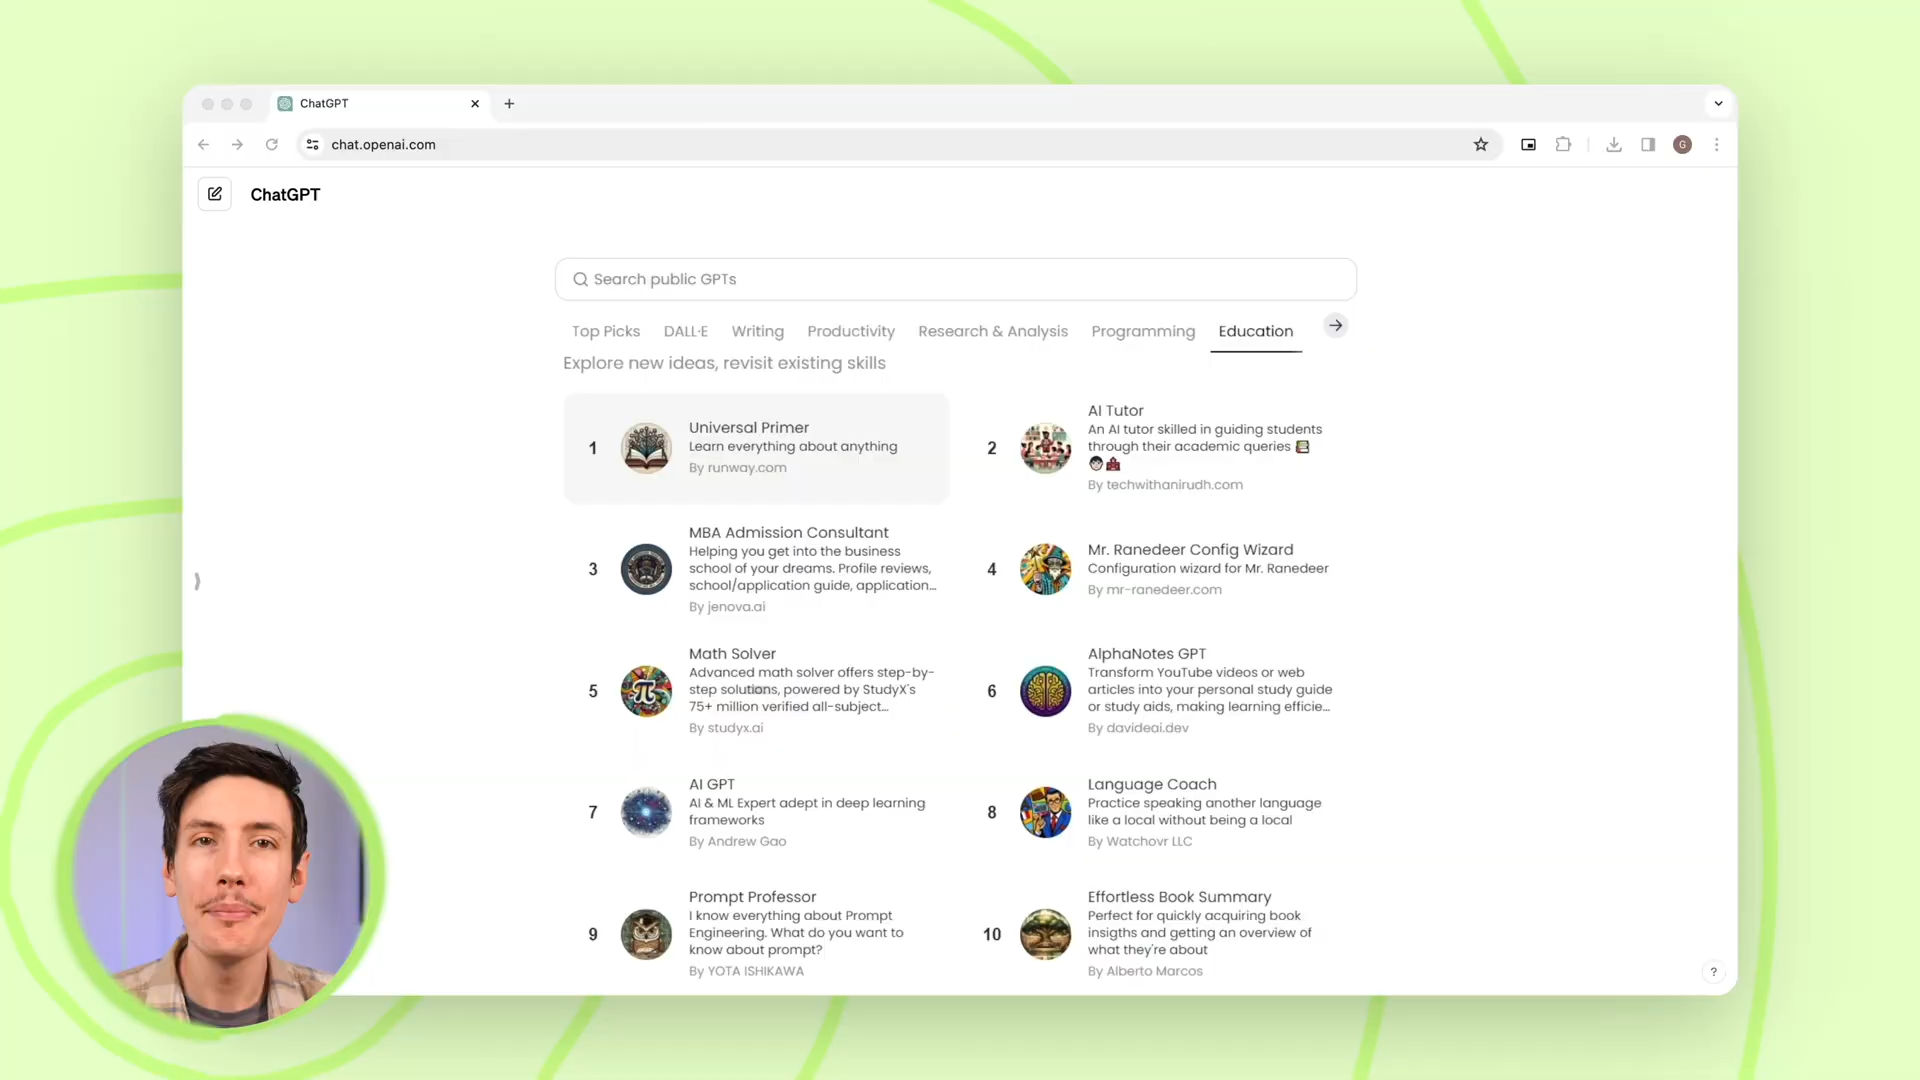 ChatGPT
chat.openai.com
G
ChatGPT
Search public GPTs
Top Picks
DALL·E
Writing
Productivity
Research & Analysis
Programming
Education
Explore new ideas, revisit existing skills
1
Universal Primer
Learn everything about anything
By runway.com
2
AI Tutor
An AI tutor skilled in guiding students
through their academic queries
By techwithanirudh.com
3
MBA Admission Consultant
Helping you get into the business
school of your dreams. Profile reviews,
school/application guide, application...
By jenova.ai
4
Mr. Ranedeer Config Wizard
Configuration wizard for Mr. Ranedeer
By mr-ranedeer.com
5
Math Solver
Advanced math solver offers step-by-
step solutions, powered by StudyX's
75+ million verified all-subject...
By studyx.ai
6
AlphaNotes GPT
Transform YouTube videos or web
articles into your personal study guide
or study aids, making learning efficie...
By davideai.dev
7
AI GPT
AI & ML Expert adept in deep learning
frameworks
By Andrew Gao
8
Language Coach
Practice speaking another language
like a local without being a local
By Watchovr LLC
9
Prompt Professor
I know everything about Prompt
Engineering. What do you want to
know about prompt?
By YOTA ISHIKAWA
10
Effortless Book Summary
Perfect for quickly acquiring book
insigths and getting an overview of
what they're about
By Alberto Marcos
?